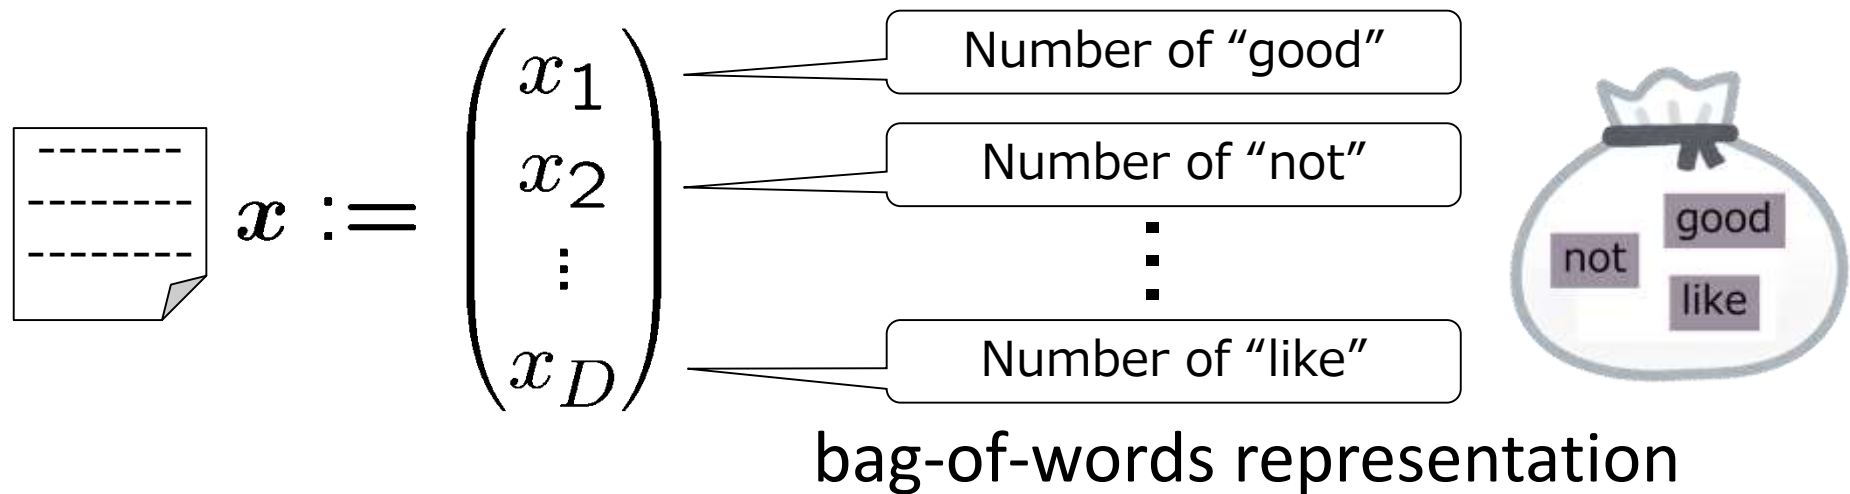 x := ( x1 x2 ⋮ xD )
Number of “good”
Number of “not”
⋮
Number of “like”
not
good
like
bag-of-words representation